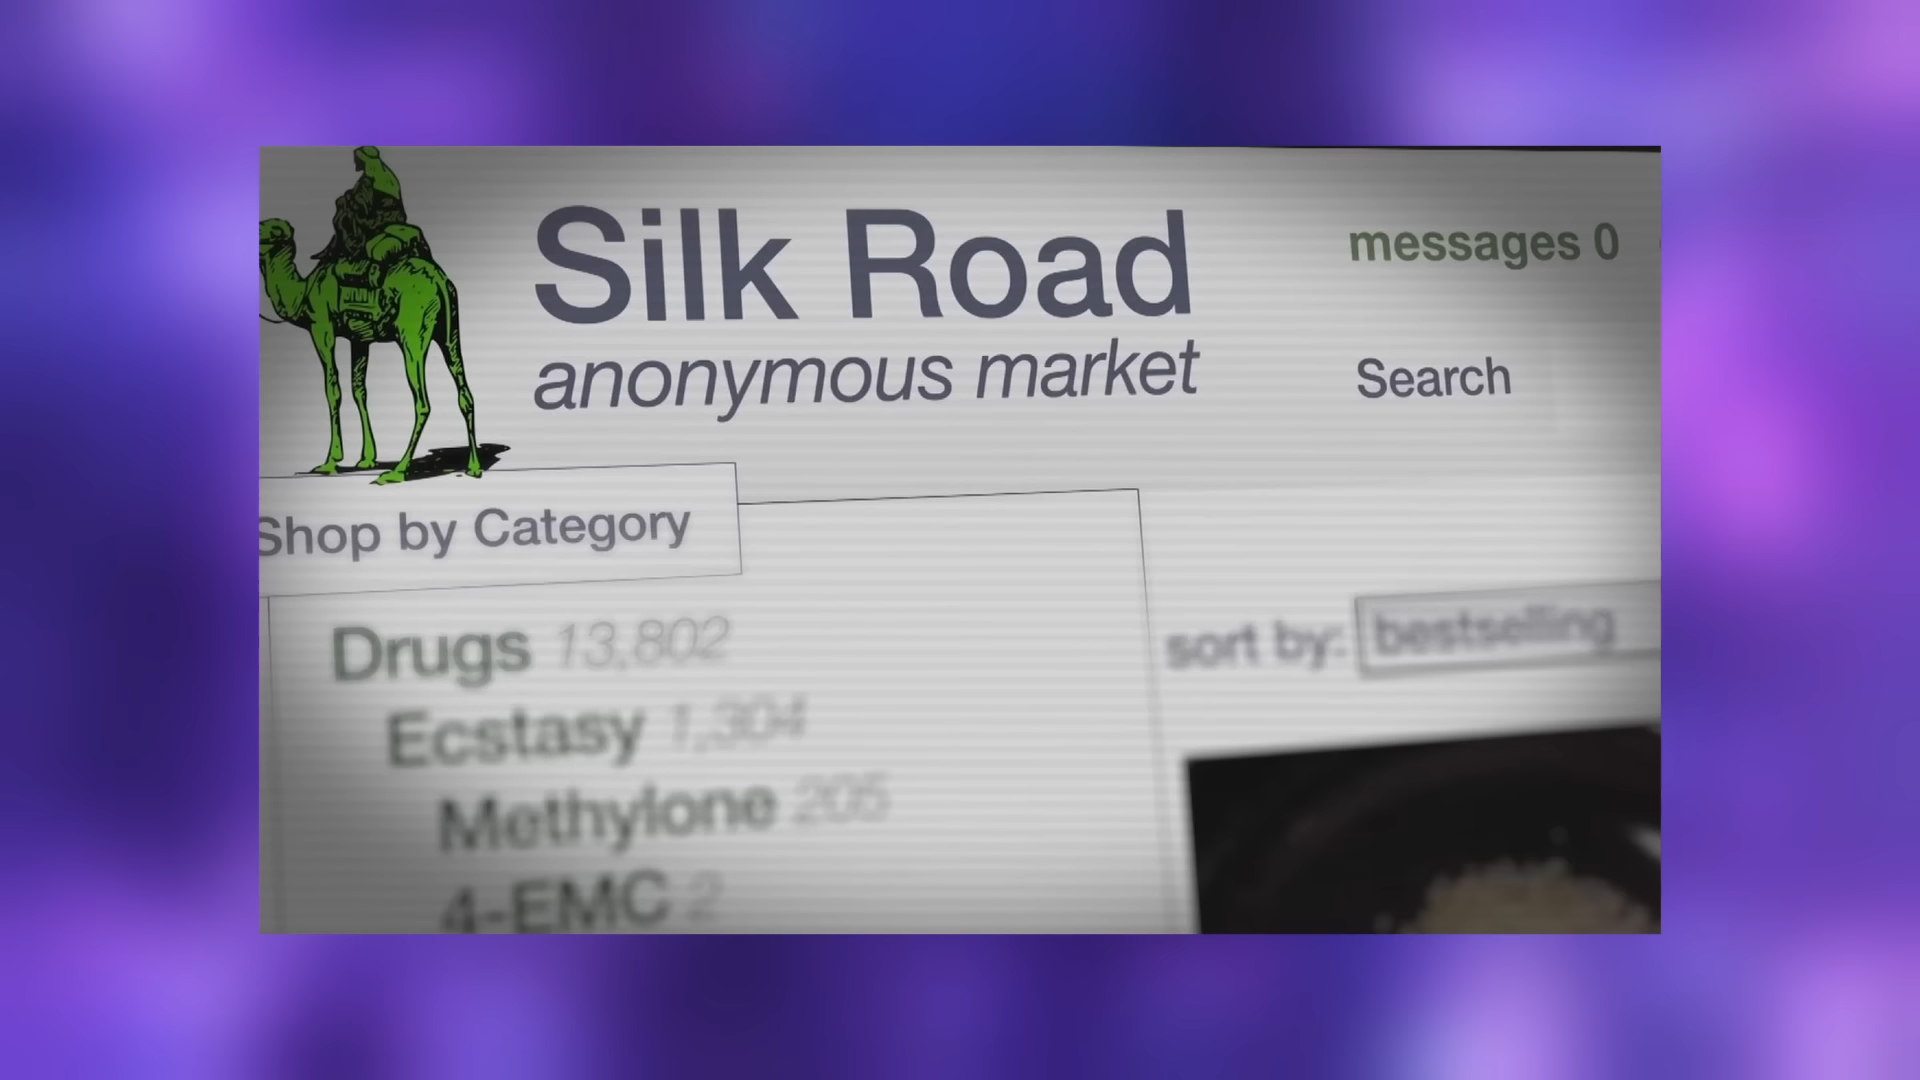 Silk Road
anonymous market
messages 0
Search
Shop by Category
sort by: bestselling
Drugs 13,802
Ecstasy 1,304
Methylone 205
4-EMC 2